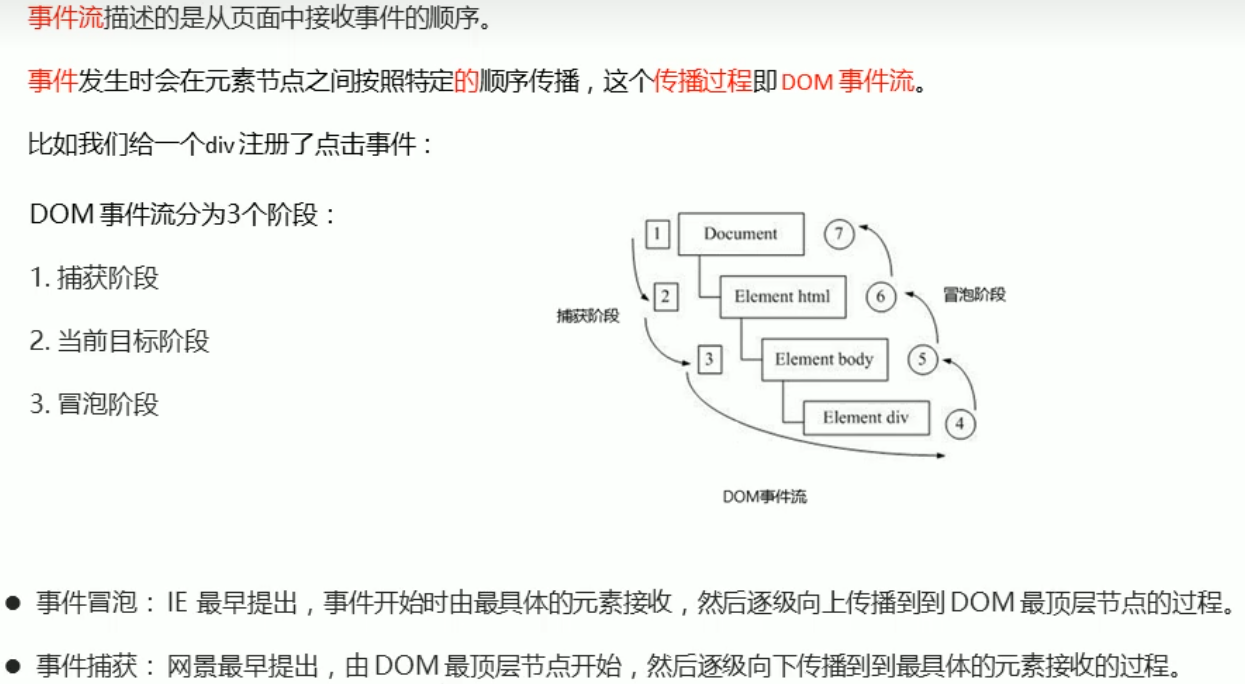 事件流描述的是从页面中接收事件的顺序。
事件发生时会在元素节点之间按照特定的顺序传播，这个传播过程即DOM 事件流。
比如我们给一个div 注册了点击事件：
DOM 事件流分为3个阶段：
1. 捕获阶段
2. 当前目标阶段
3. 冒泡阶段
1 Document 7
2 Element html 6 冒泡阶段
捕获阶段
3 Element body 5
Element div 4
DOM事件流
● 事件冒泡： IE 最早提出，事件开始时由最具体的元素接收，然后逐级向上传播到到 DOM 最顶层节点的过程。
● 事件捕获： 网景最早提出，由 DOM 最顶层节点开始，然后逐级向下传播到到最具体的元素接收的过程。